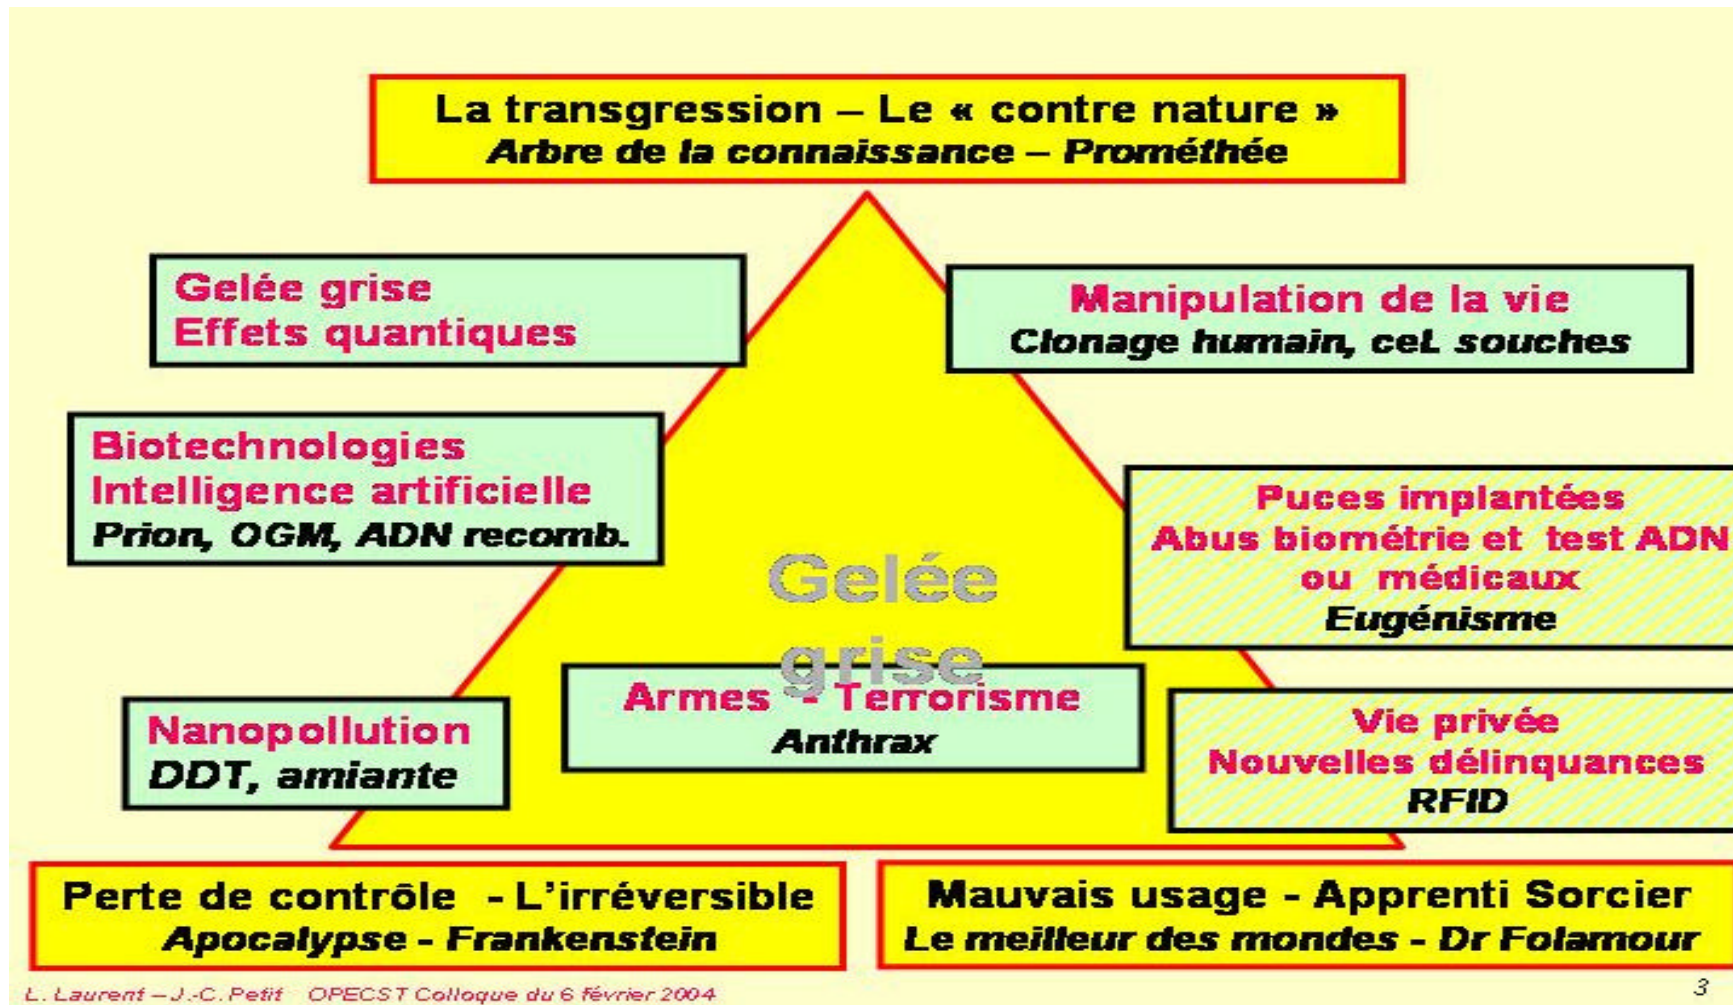 La transgression – Le « contre nature »
Arbre de la connaissance – Prométhée
Gelée grise
Effets quantiques
Manipulation de la vie
Clonage humain, cel. souches
Biotechnologies
Intelligence artificielle
Prion, OGM, ADN recomb.
Puces implantées
Abus biométrie et test ADN
ou médicaux
Eugénisme
Gelée
grise
Armes - Terrorisme
Anthrax
Nanopollution
DDT, amiante
Vie privée
Nouvelles délinquances
RFID
Perte de contrôle - L'irréversible
Apocalypse - Frankenstein
Mauvais usage - Apprenti Sorcier
Le meilleur des mondes - Dr Folamour
L. Laurent – J.-C. Petit OPECST Colloque du 6 février 2004
3